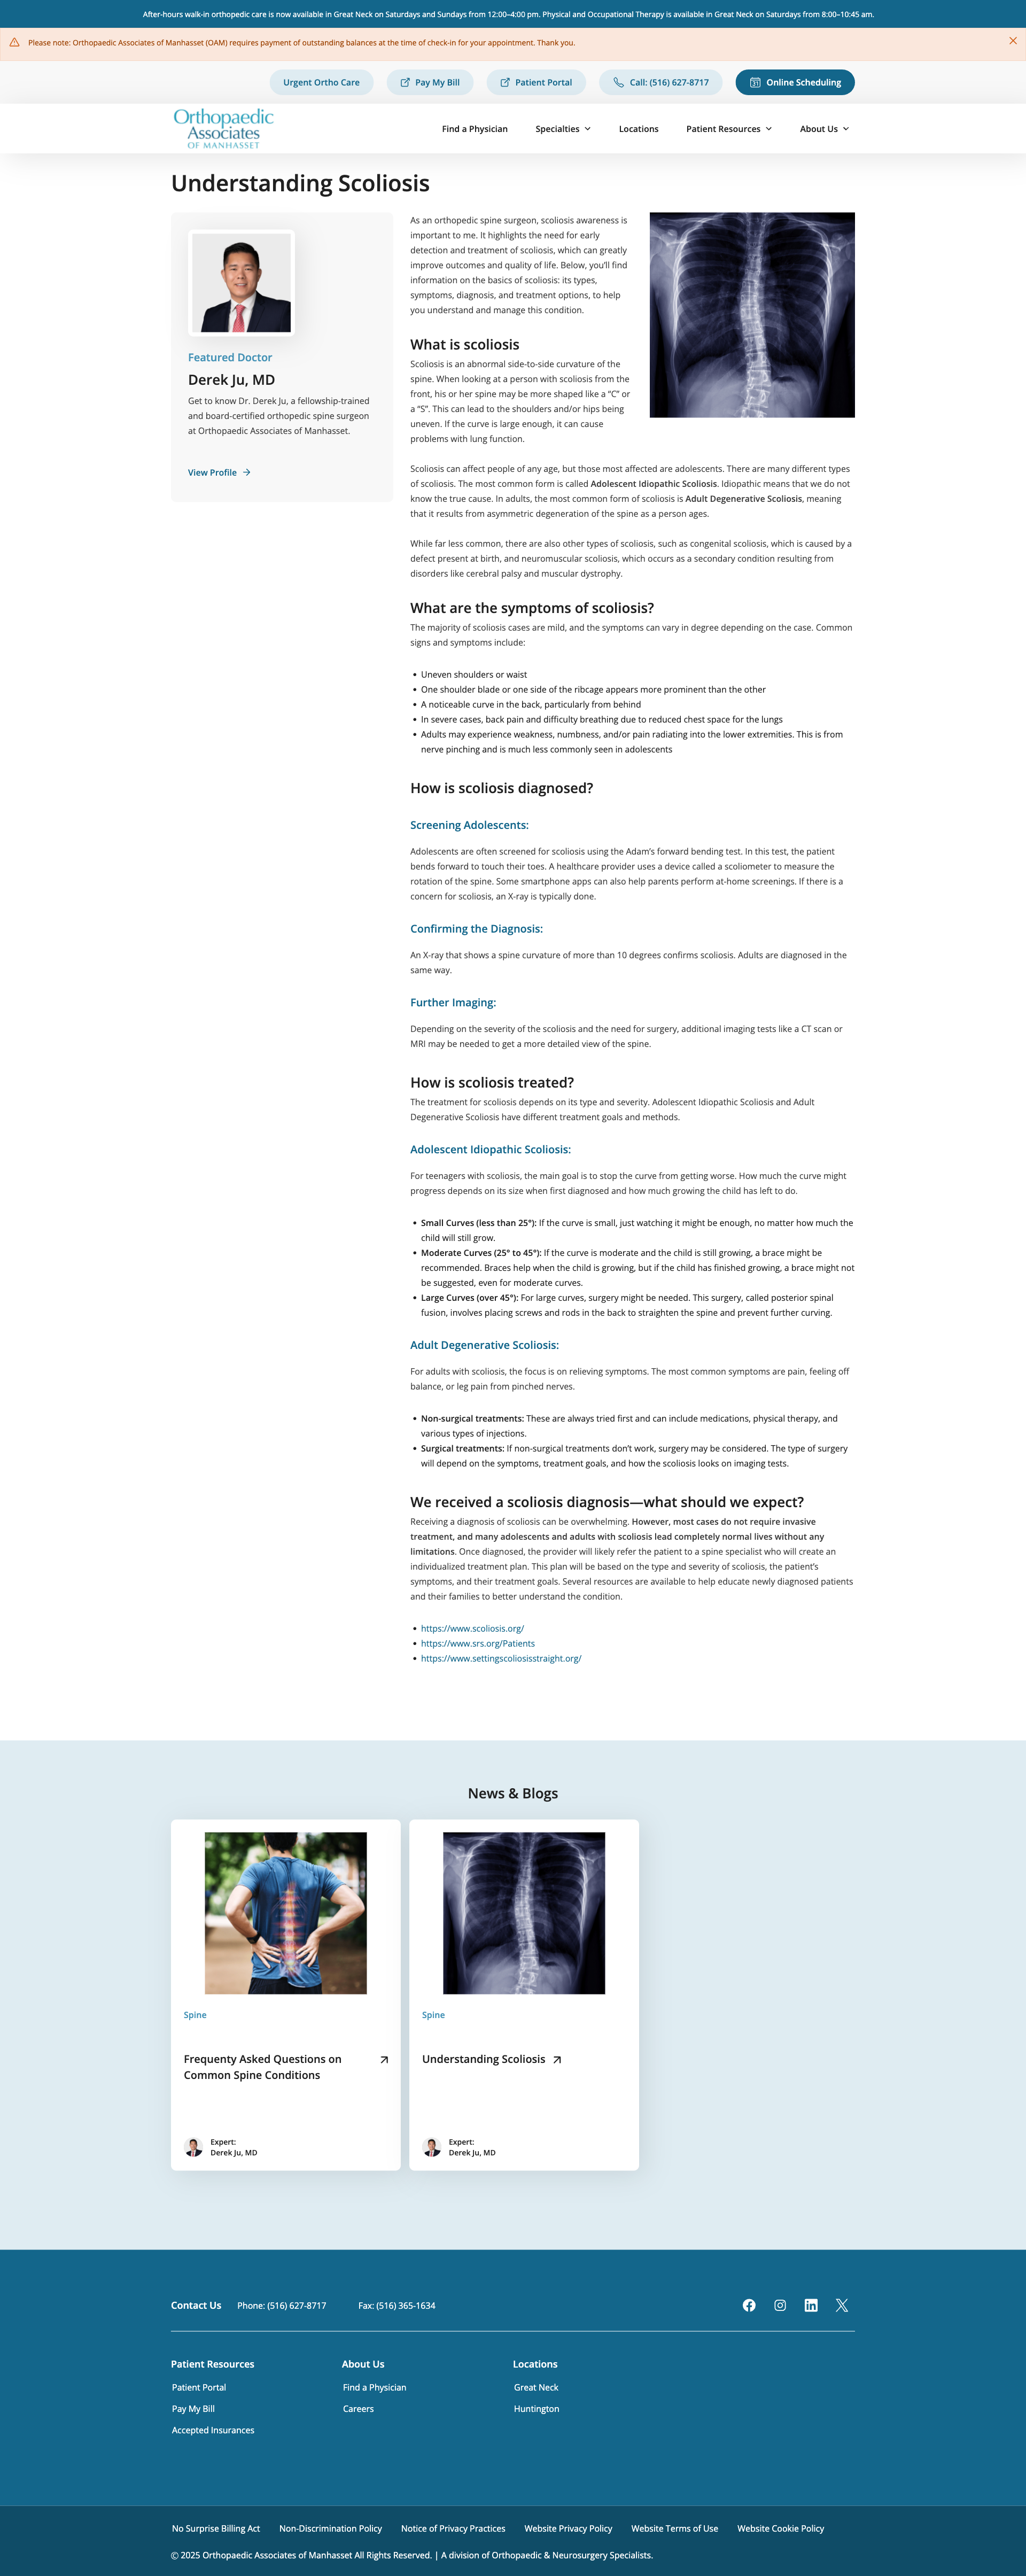 After-hours walk-in orthopedic care is now available in Great Neck on Saturdays and Sundays from 12:00–4:00 pm. Physical and Occupational Therapy is available in Great Neck on Saturdays from 8:00–10:45 am.
Please note: Orthopaedic Associates of Manhasset (OAM) requires payment of outstanding balances at the time of check-in for your appointment. Thank you.
Urgent Ortho Care
Pay My Bill
Patient Portal
Call: (516) 627-8717
Online Scheduling
Orthopaedic
Associates
OF MANHASSET
Find a Physician
Specialties
Locations
Patient Resources
About Us
Understanding Scoliosis
Featured Doctor
Derek Ju, MD
Get to know Dr. Derek Ju, a fellowship-trained
and board-certified orthopedic spine surgeon
at Orthopaedic Associates of Manhasset.
View Profile
As an orthopedic spine surgeon, scoliosis awareness is
important to me. It highlights the need for early
detection and treatment of scoliosis, which can greatly
improve outcomes and quality of life. Below, you'll find
information on the basics of scoliosis: its types,
symptoms, diagnosis, and treatment options, to help
you understand and manage this condition.
What is scoliosis
Scoliosis is an abnormal side-to-side curvature of the
spine. When looking at a person with scoliosis from the
front, his or her spine may be more shaped like a “C” or
a “S”. This can lead to the shoulders and/or hips being
uneven. If the curve is large enough, it can cause
problems with lung function.
Scoliosis can affect people of any age, but those most affected are adolescents. There are many different types
of scoliosis. The most common form is called Adolescent Idiopathic Scoliosis. Idiopathic means that we do not
know the true cause. In adults, the most common form of scoliosis is Adult Degenerative Scoliosis, meaning
that it results from asymmetric degeneration of the spine as a person ages.
While far less common, there are also other types of scoliosis, such as congenital scoliosis, which is caused by a
defect present at birth, and neuromuscular scoliosis, which occurs as a secondary condition resulting from
disorders like cerebral palsy and muscular dystrophy.
What are the symptoms of scoliosis?
The majority of scoliosis cases are mild, and the symptoms can vary in degree depending on the case. Common
signs and symptoms include:
• Uneven shoulders or waist
• One shoulder blade or one side of the ribcage appears more prominent than the other
• A noticeable curve in the back, particularly from behind
• In severe cases, back pain and difficulty breathing due to reduced chest space for the lungs
• Adults may experience weakness, numbness, and/or pain radiating into the lower extremities. This is from
nerve pinching and is much less commonly seen in adolescents
How is scoliosis diagnosed?
Screening Adolescents:
Adolescents are often screened for scoliosis using the Adam’s forward bending test. In this test, the patient
bends forward to touch their toes. A healthcare provider uses a device called a scoliometer to measure the
rotation of the spine. Some smartphone apps can also help parents perform at-home screenings. If there is a
concern for scoliosis, an X-ray is typically done.
Confirming the Diagnosis:
An X-ray that shows a spine curvature of more than 10 degrees confirms scoliosis. Adults are diagnosed in the
same way.
Further Imaging:
Depending on the severity of the scoliosis and the need for surgery, additional imaging tests like a CT scan or
MRI may be needed to get a more detailed view of the spine.
How is scoliosis treated?
The treatment for scoliosis depends on its type and severity. Adolescent Idiopathic Scoliosis and Adult
Degenerative Scoliosis have different treatment goals and methods.
Adolescent Idiopathic Scoliosis:
For teenagers with scoliosis, the main goal is to stop the curve from getting worse. How much the curve might
progress depends on its size when first diagnosed and how much growing the child has left to do.
• Small Curves (less than 25°): If the curve is small, just watching it might be enough, no matter how much the
child will still grow.
• Moderate Curves (25° to 45°): If the curve is moderate and the child is still growing, a brace might be
recommended. Braces help when the child is growing, but if the child has finished growing, a brace might not
be suggested, even for moderate curves.
• Large Curves (over 45°): For large curves, surgery might be needed. This surgery, called posterior spinal
fusion, involves placing screws and rods in the back to straighten the spine and prevent further curving.
Adult Degenerative Scoliosis:
For adults with scoliosis, the focus is on relieving symptoms. The most common symptoms are pain, feeling off
balance, or leg pain from pinched nerves.
• Non-surgical treatments: These are always tried first and can include medications, physical therapy, and
various types of injections.
• Surgical treatments: If non-surgical treatments don’t work, surgery may be considered. The type of surgery
will depend on the symptoms, treatment goals, and how the scoliosis looks on imaging tests.
We received a scoliosis diagnosis—what should we expect?
Receiving a diagnosis of scoliosis can be overwhelming. However, most cases do not require invasive
treatment, and many adolescents and adults with scoliosis lead completely normal lives without any
limitations. Once diagnosed, the provider will likely refer the patient to a spine specialist who will create an
individualized treatment plan. This plan will be based on the type and severity of scoliosis, the patient’s
symptoms, and their treatment goals. Several resources are available to help educate newly diagnosed patients
and their families to better understand the condition.
• https://www.scoliosis.org/
• https://www.srs.org/Patients
• https://www.settingscoliosisstraight.org/
News & Blogs
Spine
Frequenty Asked Questions on
Common Spine Conditions
Expert:
Derek Ju, MD
Spine
Understanding Scoliosis
Expert:
Derek Ju, MD
Contact Us
Phone: (516) 627-8717
Fax: (516) 365-1634
Patient Resources
Patient Portal
Pay My Bill
Accepted Insurances
About Us
Find a Physician
Careers
Locations
Great Neck
Huntington
No Surprise Billing Act
Non-Discrimination Policy
Notice of Privacy Practices
Website Privacy Policy
Website Terms of Use
Website Cookie Policy
© 2025 Orthopaedic Associates of Manhasset All Rights Reserved. | A division of Orthopaedic & Neurosurgery Specialists.